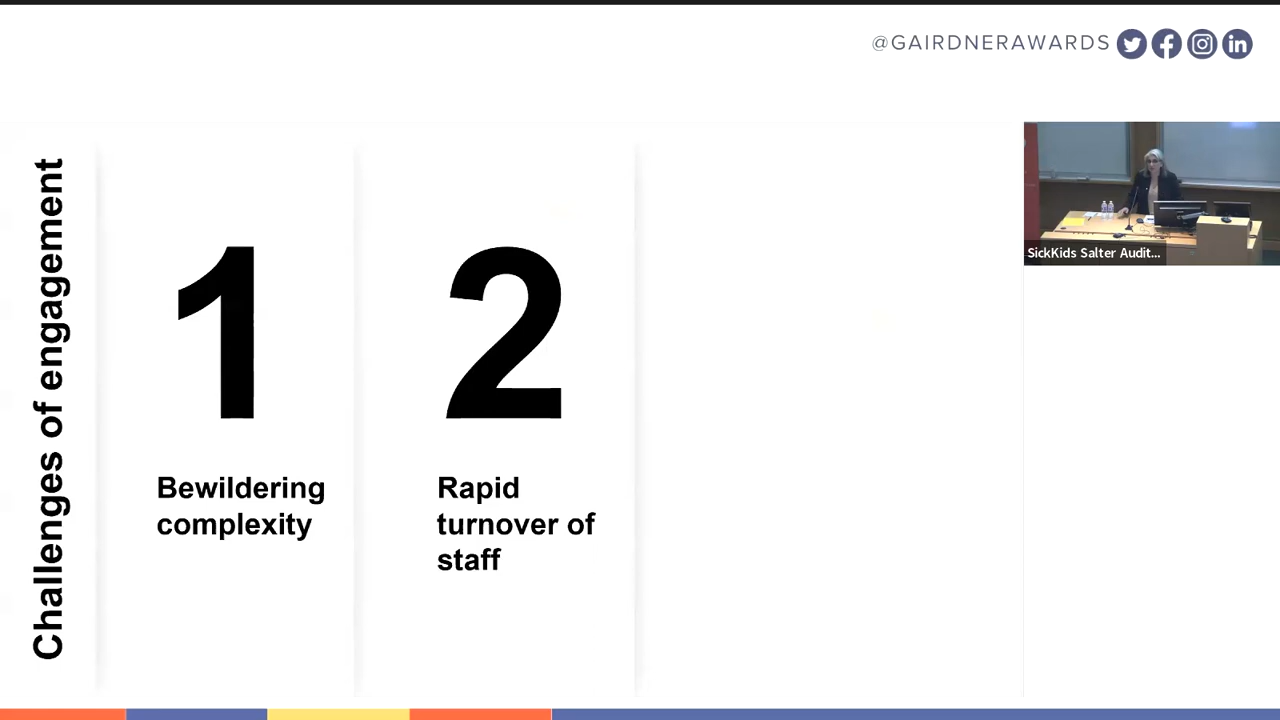 @GAIRDNERAWARDS
Challenges of engagement
1
Bewildering
complexity
2
Rapid
turnover of
staff
SickKids Salter Audit...